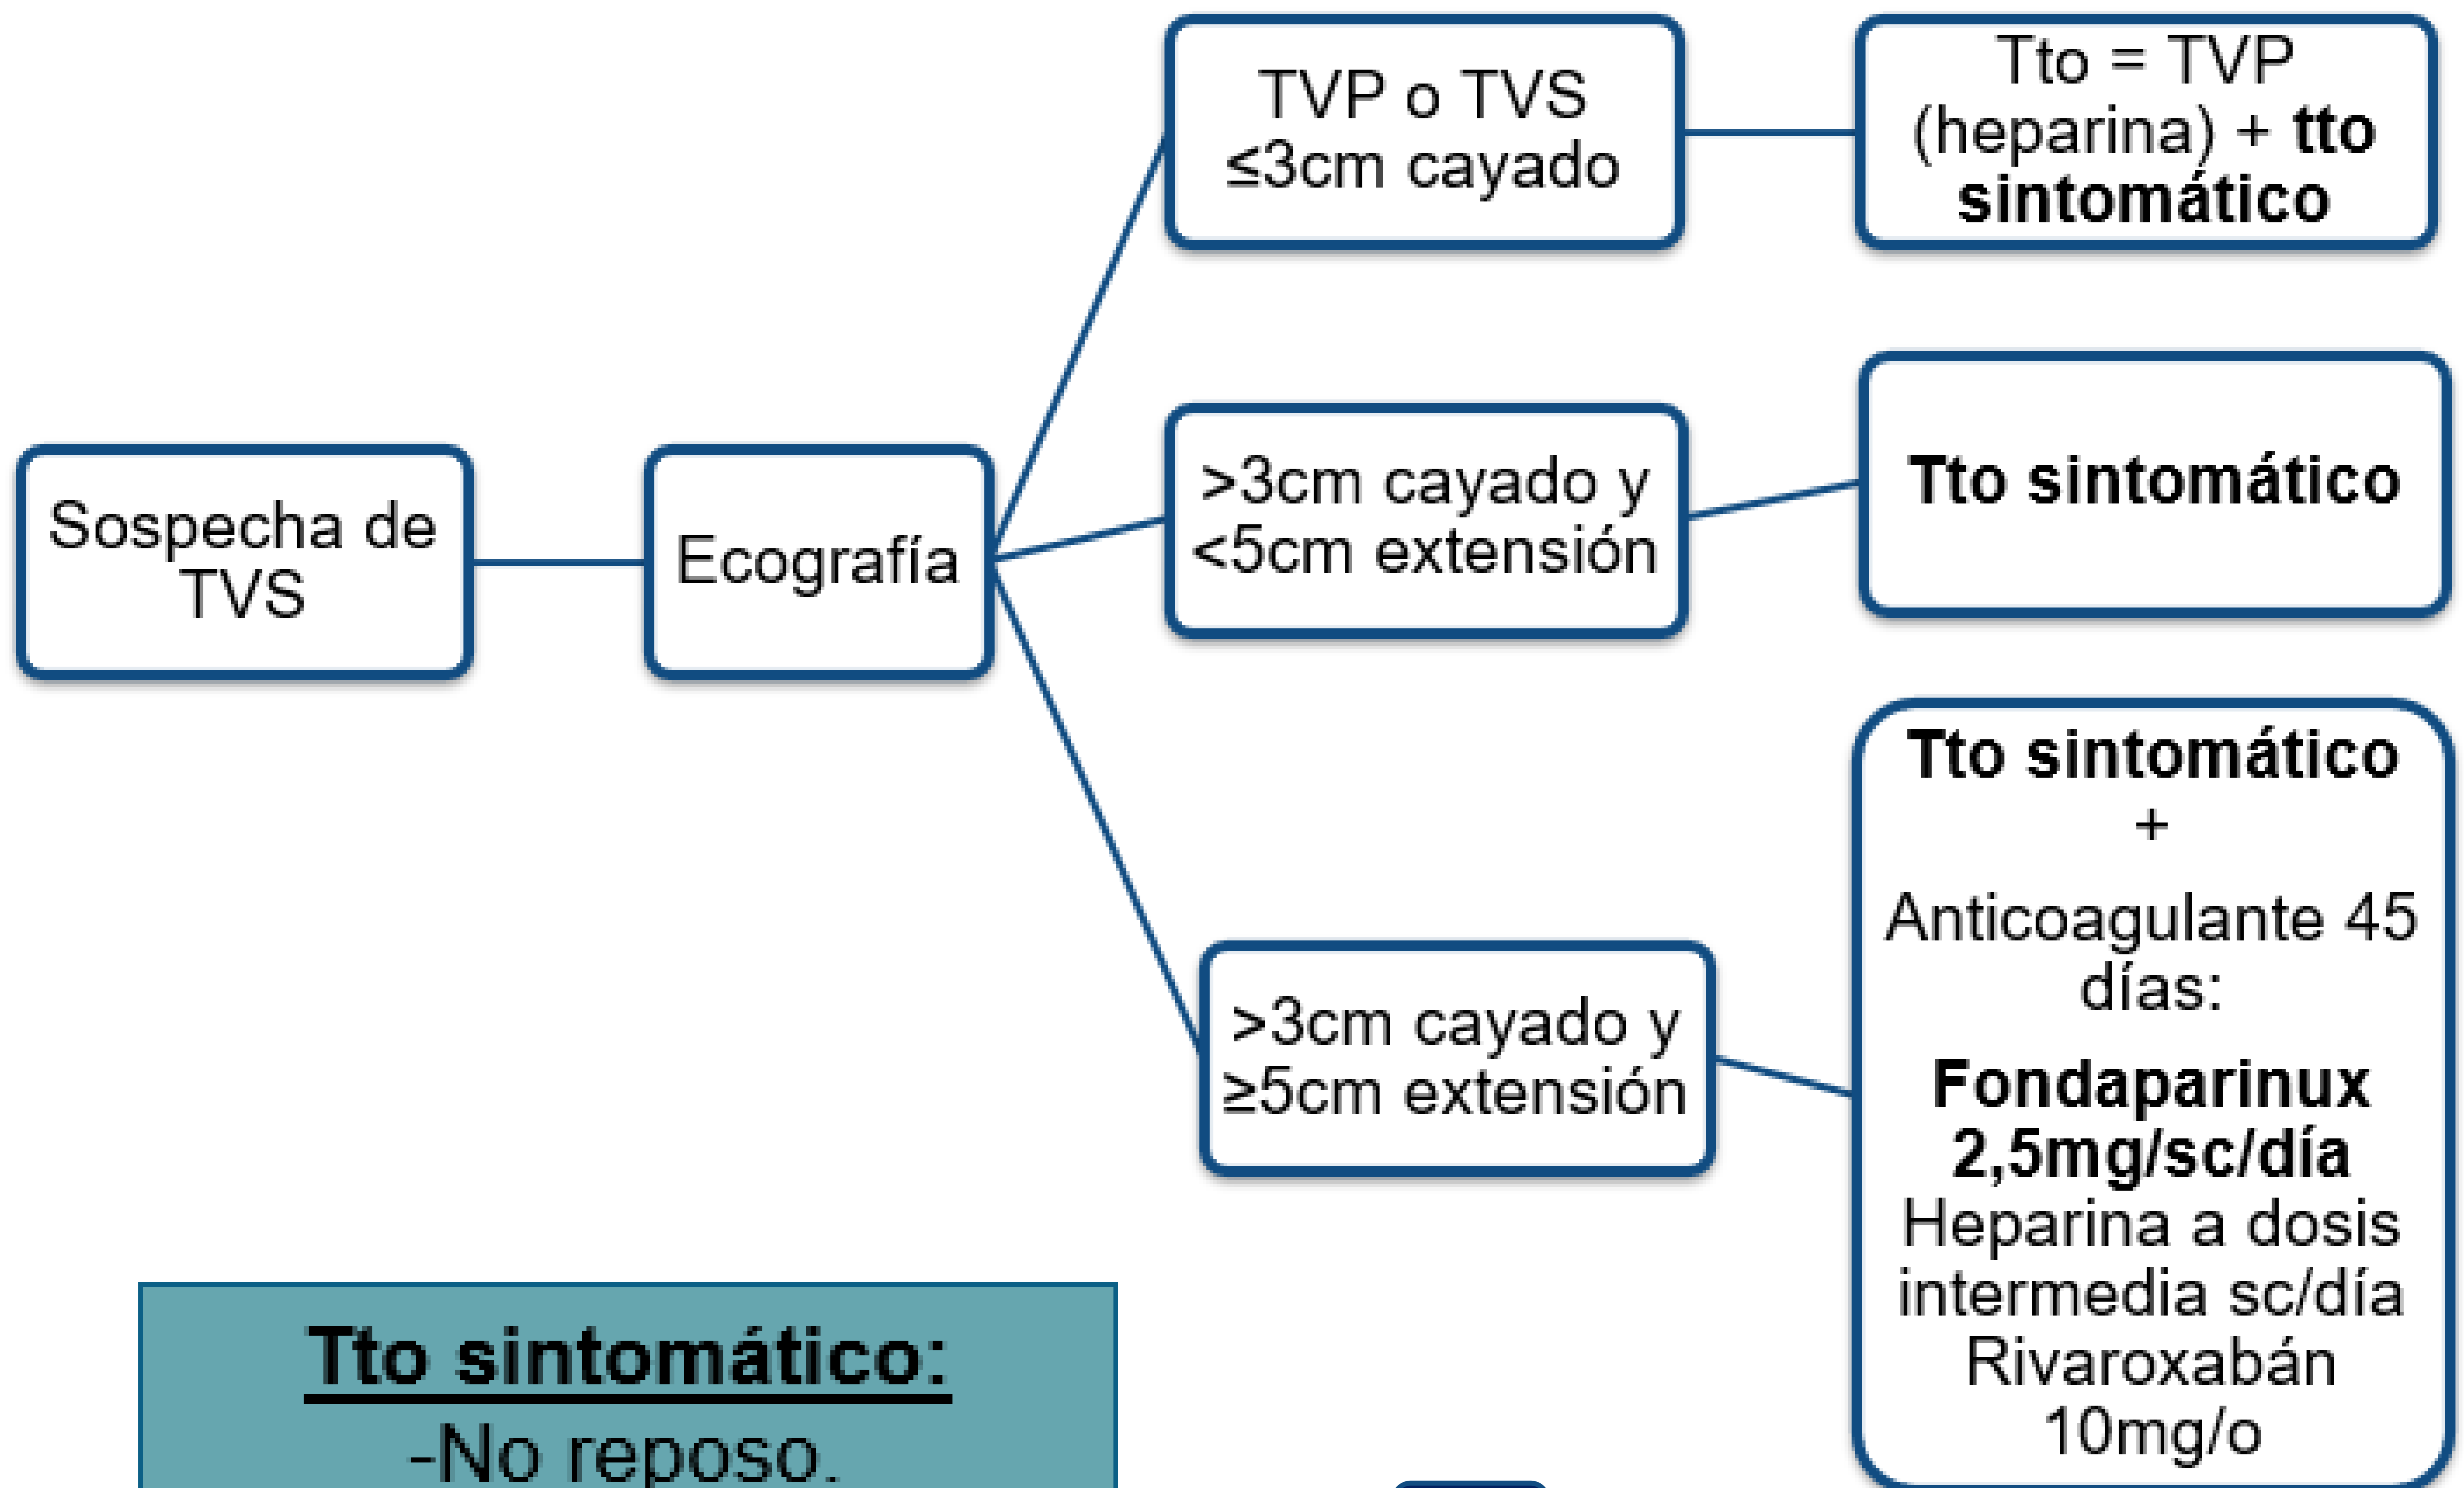 Sospecha de
TVS
Ecografía
TVP o TVS
≤3cm cayado
Tto = TVP
(heparina) + tto
sintomático
>3cm cayado y
<5cm extensión
Tto sintomático
>3cm cayado y
≥5cm extensión
Tto sintomático
+
Anticoagulante 45
días:
Fondaparinux
2,5mg/sc/día
Heparina a dosis
intermedia sc/día
Rivaroxabán
10mg/o
Tto sintomático:
-No reposo.